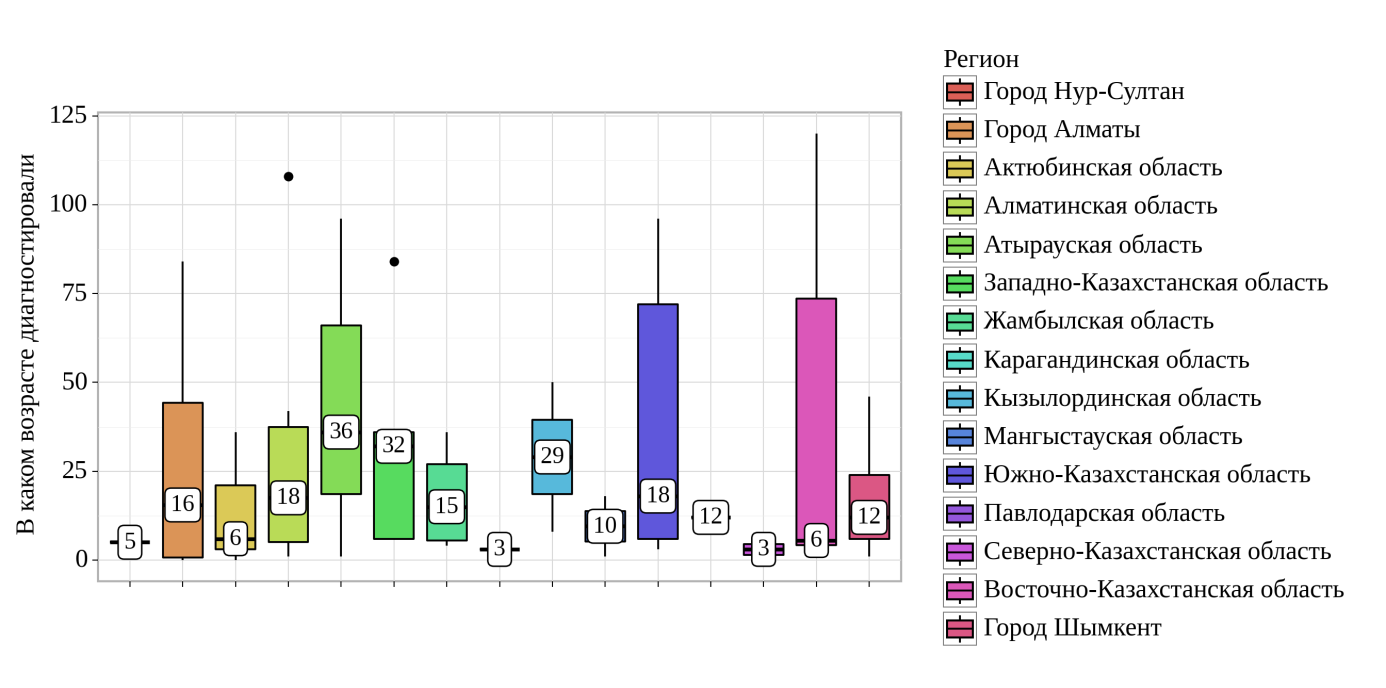 Регион
Город Нур-Султан
Город Алматы
Актюбинская область
Алматинская область
Атырауская область
Западно-Казахстанская область
Жамбылская область
Карагандинская область
Кызылординская область
Мангыстауская область
Южно-Казахстанская область
Павлодарская область
Северно-Казахстанская область
Восточно-Казахстанская область
Город Шымкент
В каком возрасте диагностировали
125
100
75
50
25
0
5
16
6
18
36
32
15
3
29
10
18
12
3
6
12